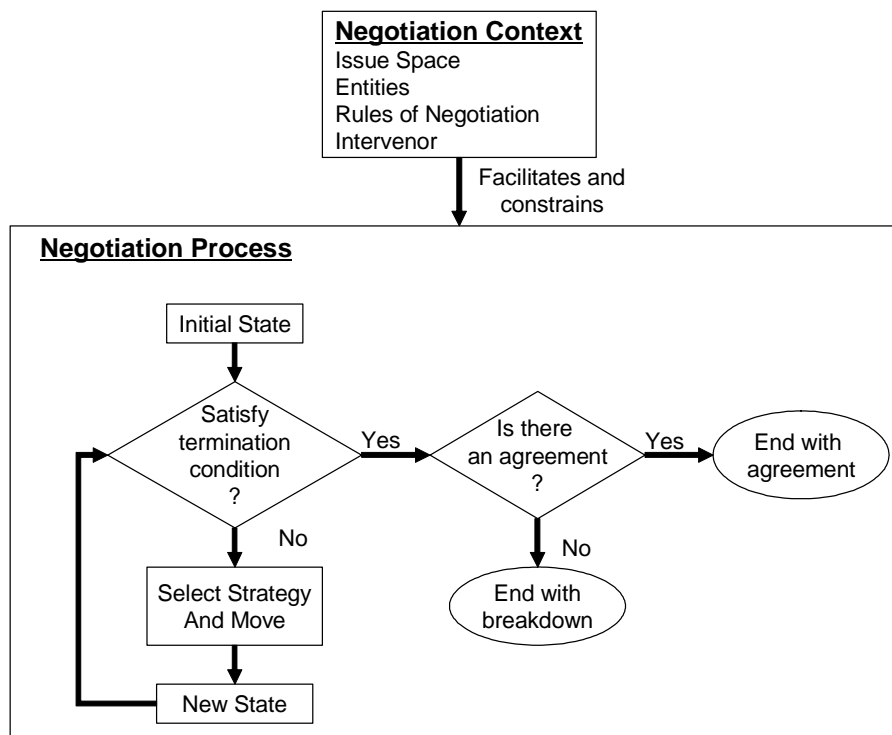 Negotiation Context
Issue Space
Entities
Rules of Negotiation
Intervenor
Facilitates and
constrains
Negotiation Process
Initial State
Satisfy
termination
condition
?
Yes
Is there
an agreement
?
Yes
End with
agreement
No
No
Select Strategy
And Move
End with
breakdown
New State